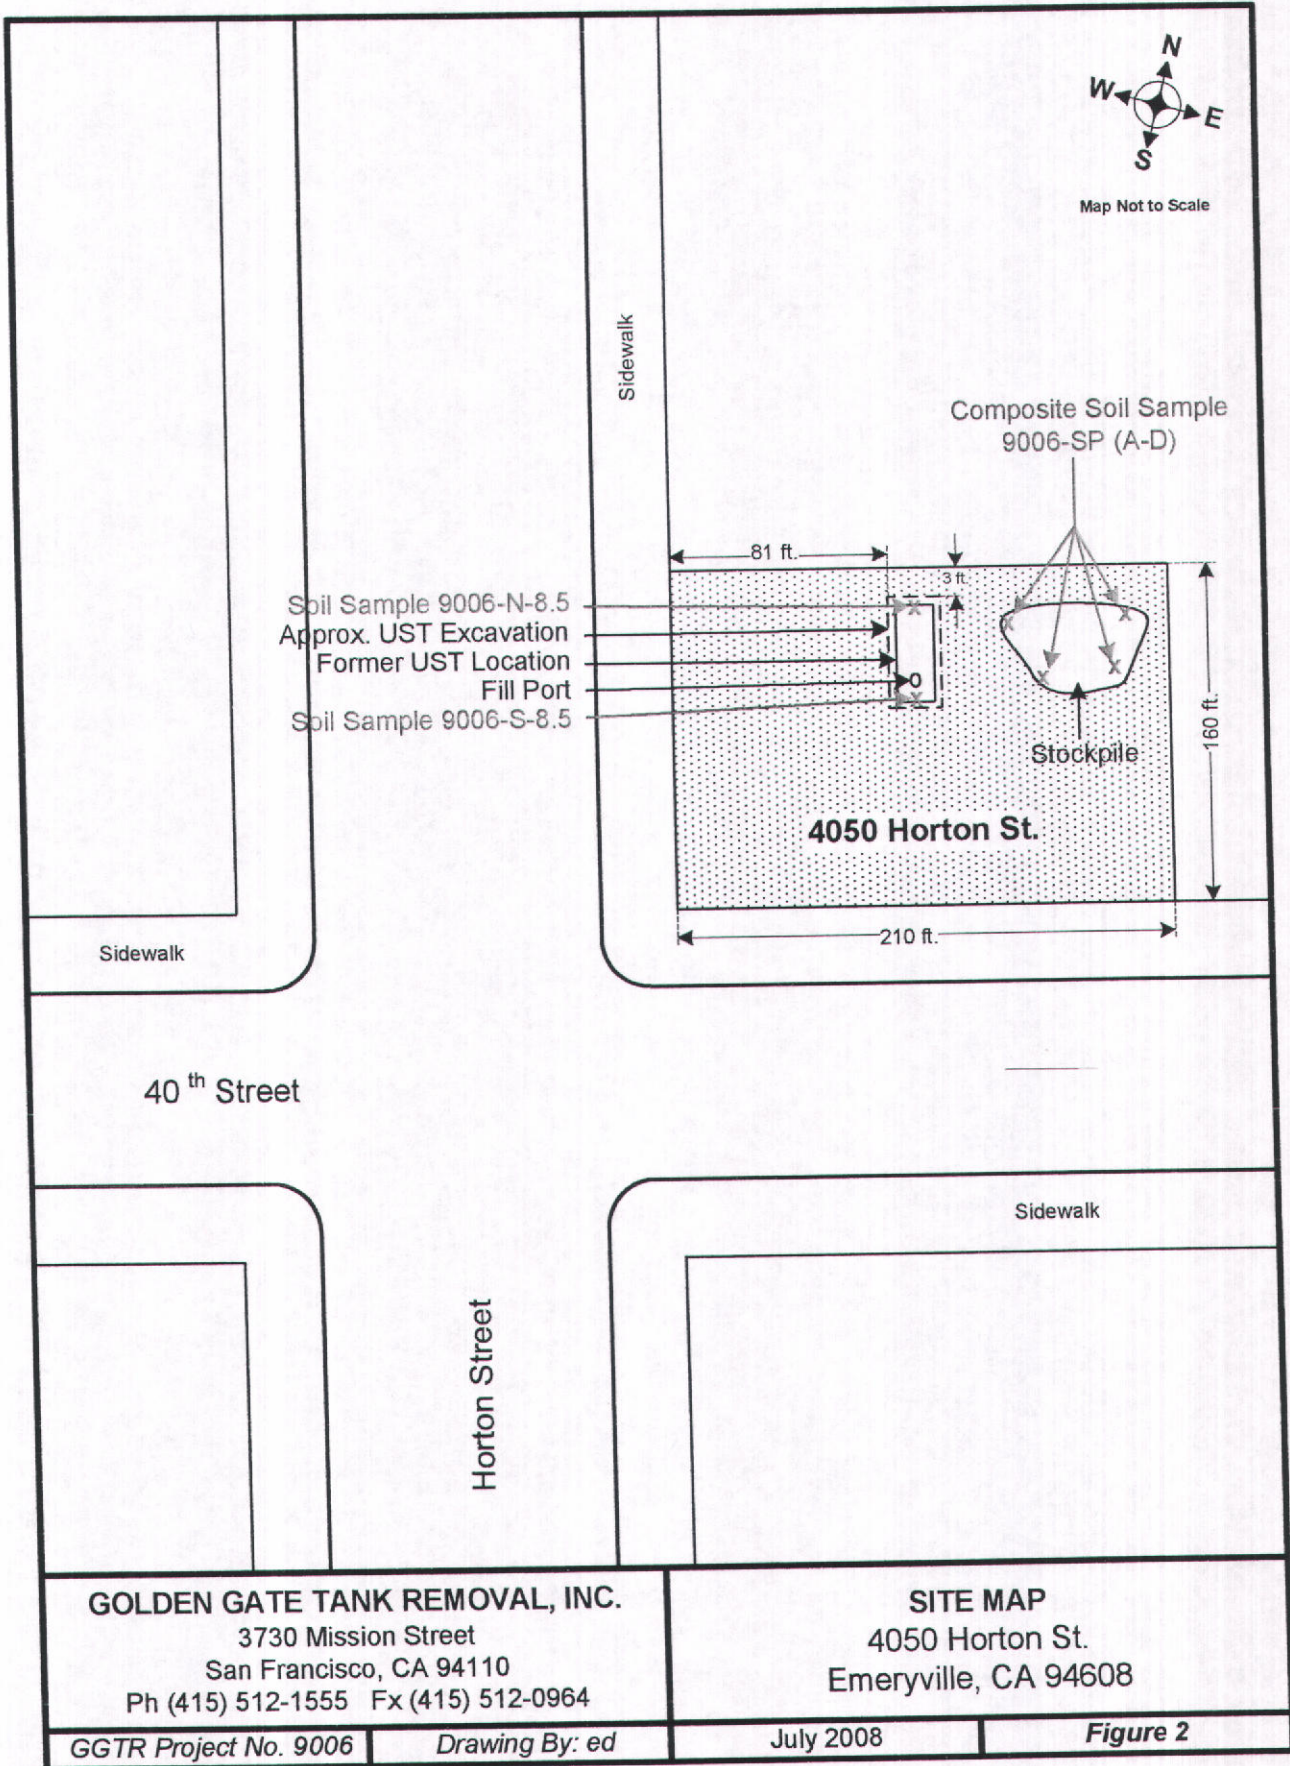 N
W
E
S
Map Not to Scale
Sidewalk
Composite Soil Sample
9006-SP (A-D)
81 ft.
3 ft.
Soil Sample 9006-N-8.5
Approx. UST Excavation
Former UST Location
Fill Port
Soil Sample 9006-S-8.5
O
X
X
X
X
X
X
Stockpile
160 ft.
4050 Horton St.
210 ft.
Sidewalk
40th Street
Sidewalk
Horton Street
GOLDEN GATE TANK REMOVAL, INC.
3730 Mission Street
San Francisco, CA 94110
Ph (415) 512-1555 Fx (415) 512-0964
SITE MAP
4050 Horton St.
Emeryville, CA 94608
GGTR Project No. 9006
Drawing By: ed
July 2008
Figure 2